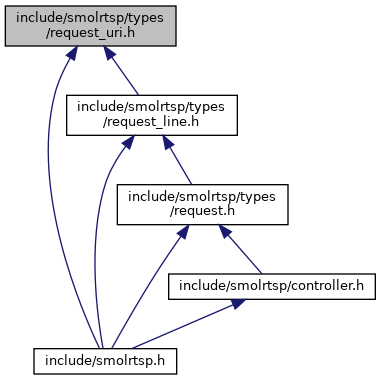 include/smolrtsp/types
/request_uri.h
include/smolrtsp/types
/request_line.h
include/smolrtsp/types
/request.h
include/smolrtsp/controller.h
include/smolrtsp.h